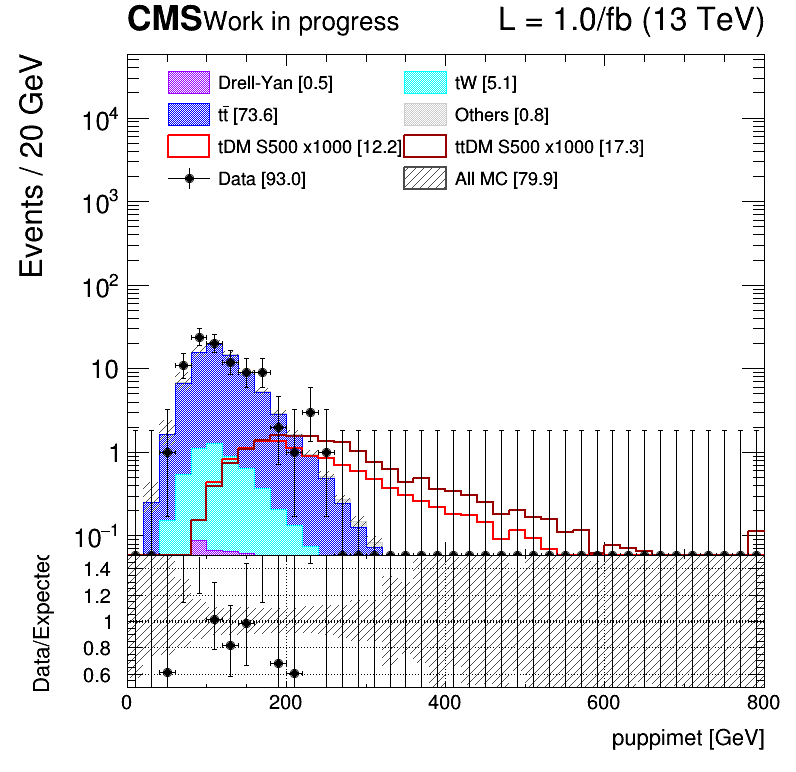 CMS Work in progress L = 1.0/fb (13 TeV)
Events / 20 GeV
Drell-Yan [0.5] tW [5.1]
tt̄ [73.6] Others [0.8]
tDM S500 x1000 [12.2] ttDM S500 x1000 [17.3]
Data [93.0] All MC [79.9]
10⁴
10³
10²
10
1
10⁻¹
Data/Expected
1.4
1.2
1
0.8
0.6
0 200 400 600 800
puppimet [GeV]